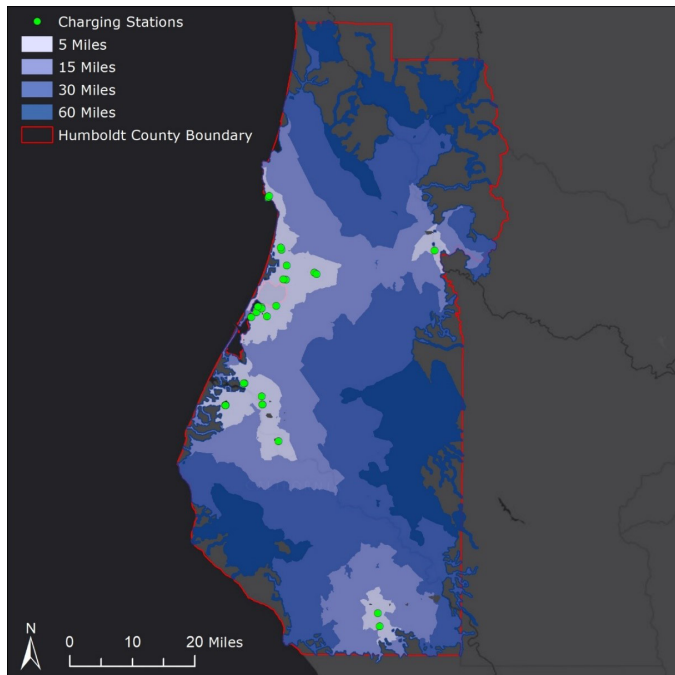 Charging Stations
5 Miles
15 Miles
30 Miles
60 Miles
Humboldt County Boundary
N
0 10 20 Miles